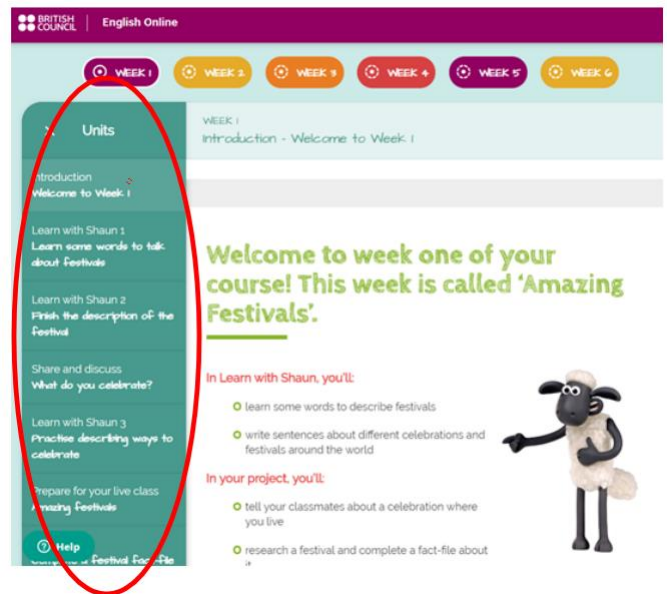 BRITISH
COUNCIL
English Online
WEEK 1
WEEK 2
WEEK 3
WEEK 4
WEEK 5
WEEK 6
Units
Introduction
Welcome to Week 1
Learn with Shaun 1
Learn some words to talk
about festivals
Learn with Shaun 2
Finish the description of the
festival
Share and discuss
What do you celebrate?
Learn with Shaun 3
Practise describing ways to
celebrate
Prepare for your live class
Amazing Festivals
Help
Complete a festival fact-file
WEEK 1
Introduction - Welcome to Week 1
Welcome to week one of your
course! This week is called ‘Amazing
Festivals’.
In Learn with Shaun, you'll:
learn some words to describe festivals
write sentences about different celebrations and
festivals around the world
In your project, you'll:
tell your classmates about a celebration where
you live
research a festival and complete a fact-file about